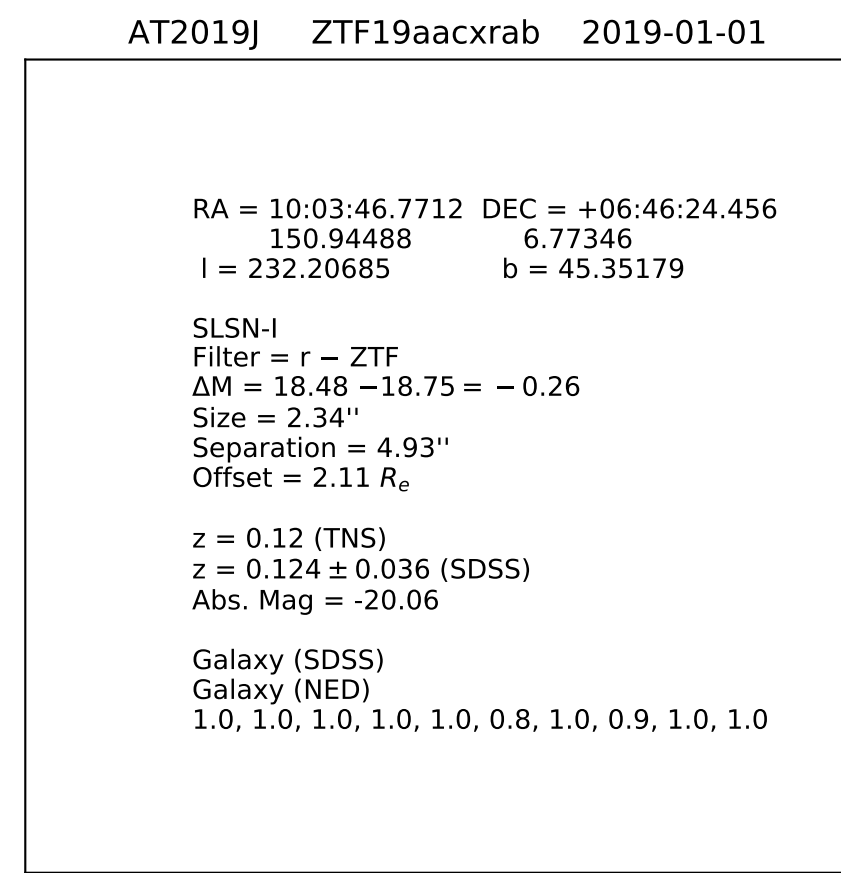 AT2019J ZTF19aacxrab 2019-01-01
RA = 10:03:46.7712 DEC = +06:46:24.456
150.94488 6.77346
l = 232.20685 b = 45.35179
SLSN-I
Filter = r − ZTF
ΔM = 18.48 −18.75 = − 0.26
Size = 2.34''
Separation = 4.93''
Offset = 2.11 Rₑ
z = 0.12 (TNS)
z = 0.124 ± 0.036 (SDSS)
Abs. Mag = -20.06
Galaxy (SDSS)
Galaxy (NED)
1.0, 1.0, 1.0, 1.0, 1.0, 0.8, 1.0, 0.9, 1.0, 1.0